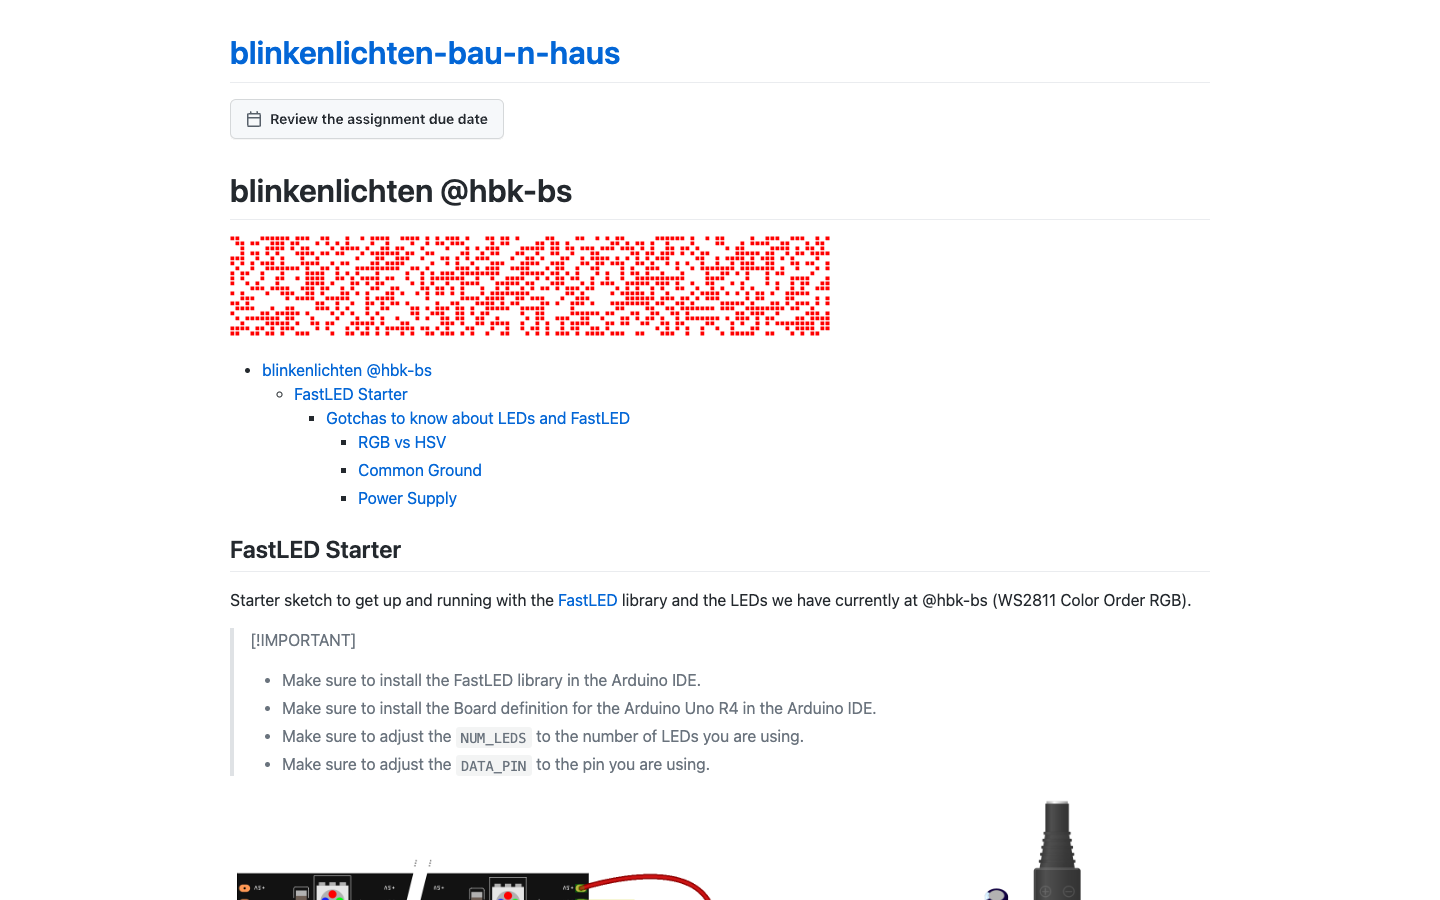 blinkenlichten-bau-n-haus
Review the assignment due date
blinkenlichten @hbk-bs
blinkenlichten @hbk-bs
FastLED Starter
Gotchas to know about LEDs and FastLED
RGB vs HSV
Common Ground
Power Supply
FastLED Starter
Starter sketch to get up and running with the FastLED library and the LEDs we have currently at @hbk-bs (WS2811 Color Order RGB).
[!IMPORTANT]
Make sure to install the FastLED library in the Arduino IDE.
Make sure to install the Board definition for the Arduino Uno R4 in the Arduino IDE.
Make sure to adjust the NUM_LEDS to the number of LEDs you are using.
Make sure to adjust the DATA_PIN to the pin you are using.